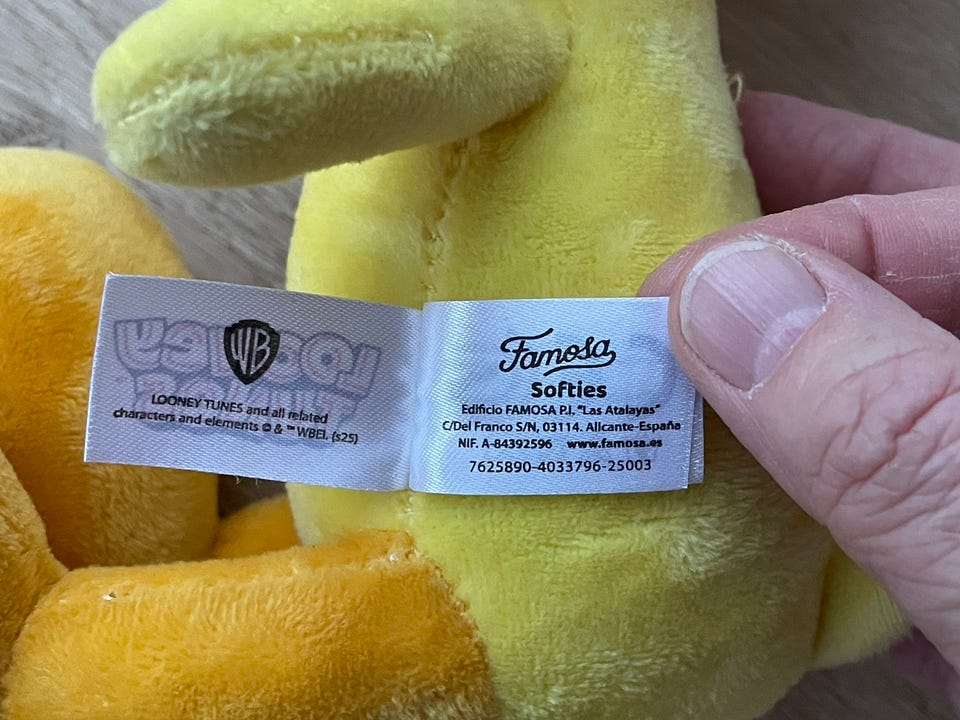 WB
LOONEY TUNES and all related
characters and elements © & ™ WBEI. (s25)
Famosa
Softies
Edificio FAMOSA P.I. "Las Atalayas"
C/Del Franco S/N, 03114. Alicante-España
NIF. A-84392596 www.famosa.es
7625890-4033796-25003